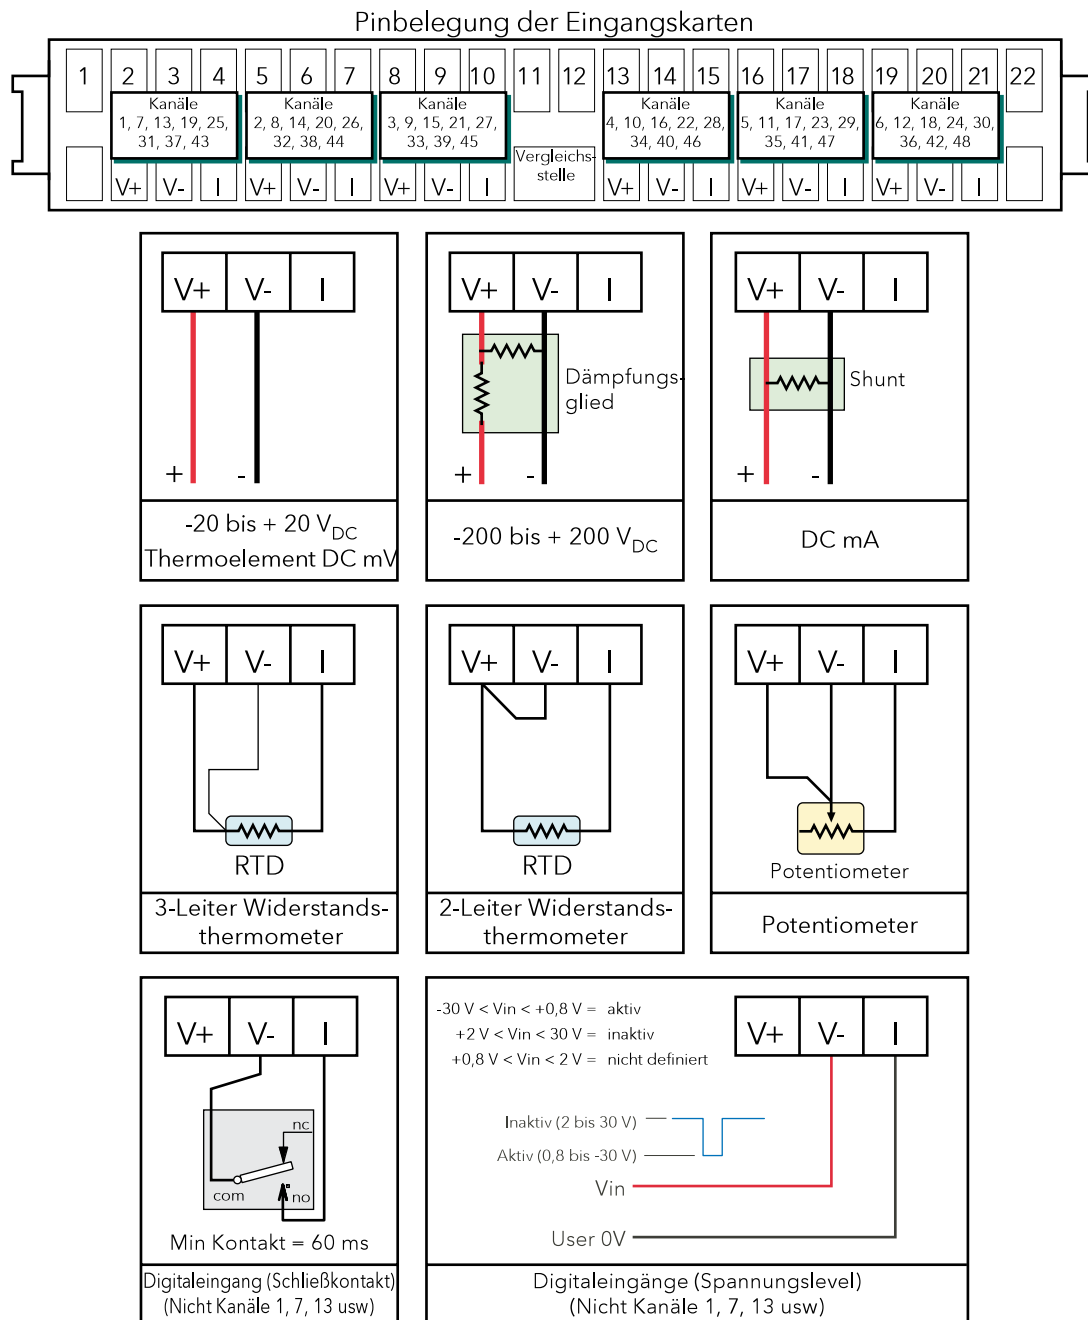 Pinbelegung der Eingangskarten
1 2 3 4 5 6 7 8 9 10 11 12 13 14 15 16 17 18 19 20 21 22
Kanäle
1, 7, 13, 19, 25,
31, 37, 43
Kanäle
2, 8, 14, 20, 26,
32, 38, 44
Kanäle
3, 9, 15, 21, 27,
33, 39, 45
Kanäle
4, 10, 16, 22, 28,
34, 40, 46
Kanäle
5, 11, 17, 23, 29,
35, 41, 47
Kanäle
6, 12, 18, 24, 30,
36, 42, 48
Vergleichs-
stelle
V+ V- I V+ V- I V+ V- I V+ V- I V+ V- I V+ V- I
V+ V- I
+ -
-20 bis + 20 VDC
Thermoelement DC mV
V+ V- I
Dämpfungs-
glied
+ -
-200 bis + 200 VDC
V+ V- I
Shunt
+ -
DC mA
V+ V- I
RTD
3-Leiter Widerstands-
thermometer
V+ V- I
RTD
2-Leiter Widerstands-
thermometer
V+ V- I
Potentiometer
Potentiometer
V+ V- I
nc
com
no
Min Kontakt = 60 ms
Digitaleingang (Schließkontakt)
(Nicht Kanäle 1, 7, 13 usw)
-30 V < Vin < +0,8 V = aktiv
+2 V < Vin < 30 V = inaktiv
+0,8 V < Vin < 2 V = nicht definiert
V+ V- I
Inaktiv (2 bis 30 V)
Aktiv (0,8 bis -30 V)
Vin
User 0V
Digitaleingänge (Spannungslevel)
(Nicht Kanäle 1, 7, 13 usw)